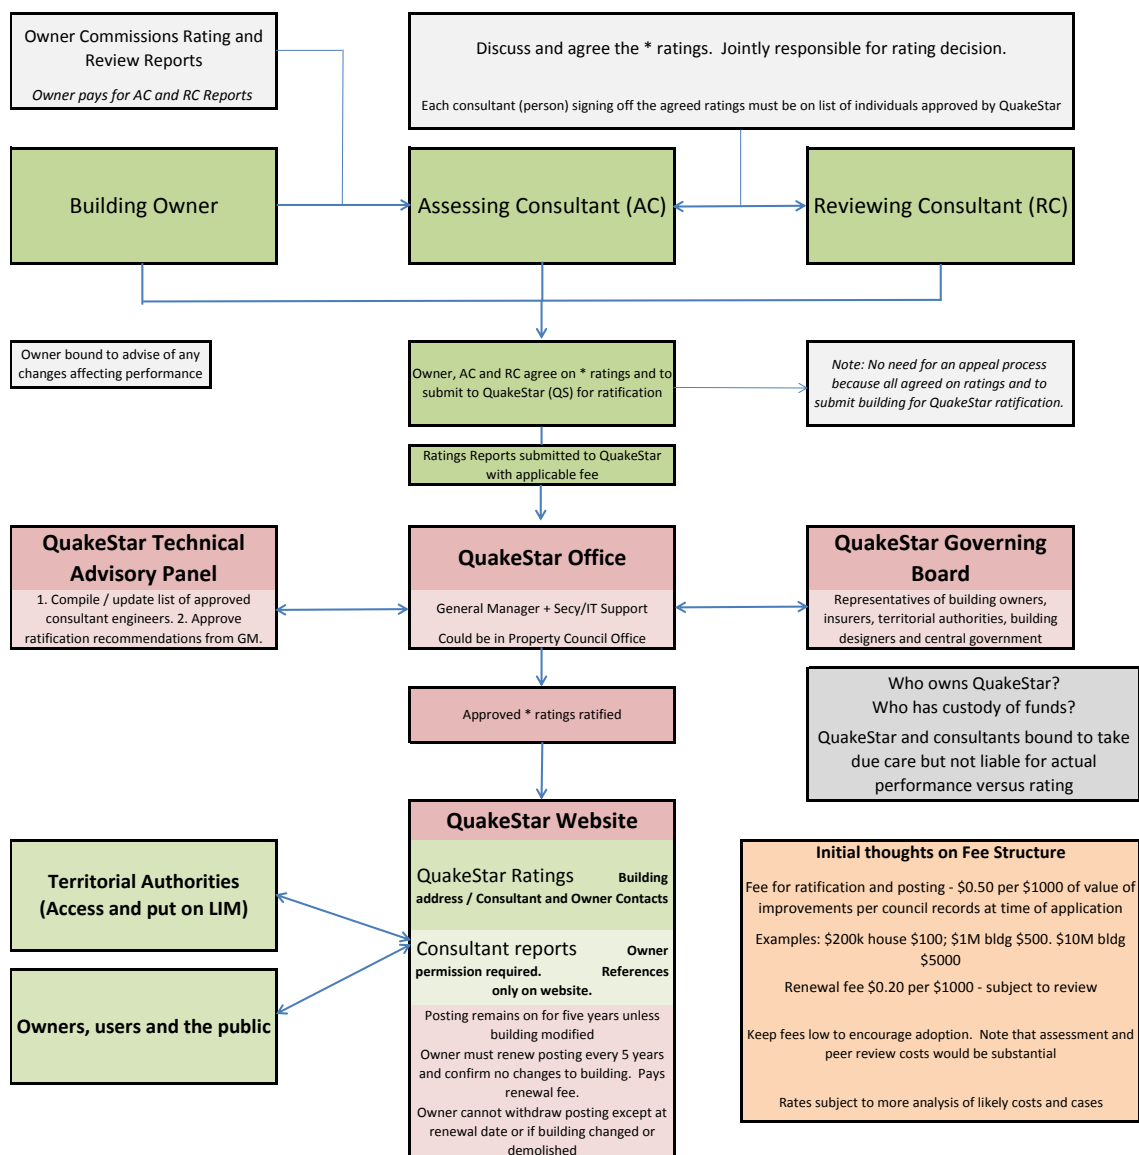 Owner Commissions Rating and
Review Reports
Owner pays for AC and RC Reports
Discuss and agree the * ratings.  Jointly responsible for rating decision.
Each consultant (person) signing off the agreed ratings must be on list of individuals approved by QuakeStar
Building Owner
Assessing Consultant (AC)
Reviewing Consultant (RC)
Owner bound to advise of any
changes affecting performance
Owner, AC and RC agree on * ratings and to
submit to QuakeStar (QS) for ratification
Note: No need for an appeal process
because all agreed on ratings and to
submit building for QuakeStar ratification.
Ratings Reports submitted to QuakeStar
with applicable fee
QuakeStar Technical
Advisory Panel
1. Compile / update list of approved
consultant engineers. 2. Approve
ratification recommendations from GM.
QuakeStar Office
General Manager + Secy/IT Support
Could be in Property Council Office
QuakeStar Governing
Board
Representatives of building owners,
insurers, territorial authorities, building
designers and central government
Approved * ratings ratified
Who owns QuakeStar?
Who has custody of funds?
QuakeStar and consultants bound to take
due care but not liable for actual
performance versus rating
QuakeStar Website
QuakeStar Ratings Building
address / Consultant and Owner Contacts
Consultant reports Owner
permission required. References
only on website.
Posting remains on for five years unless
building modified
Owner must renew posting every 5 years
and confirm no changes to building.  Pays
renewal fee.
Owner cannot withdraw posting except at
renewal date or if building changed or
demolished
Territorial Authorities
(Access and put on LIM)
Owners, users and the public
Initial thoughts on Fee Structure
Fee for ratification and posting - $0.50 per $1000 of value of
improvements per council records at time of application
Examples: $200k house $100; $1M bldg $500. $10M bldg
$5000
Renewal fee $0.20 per $1000 - subject to review
Keep fees low to encourage adoption.  Note that assessment and
peer review costs would be substantial
Rates subject to more analysis of likely costs and cases